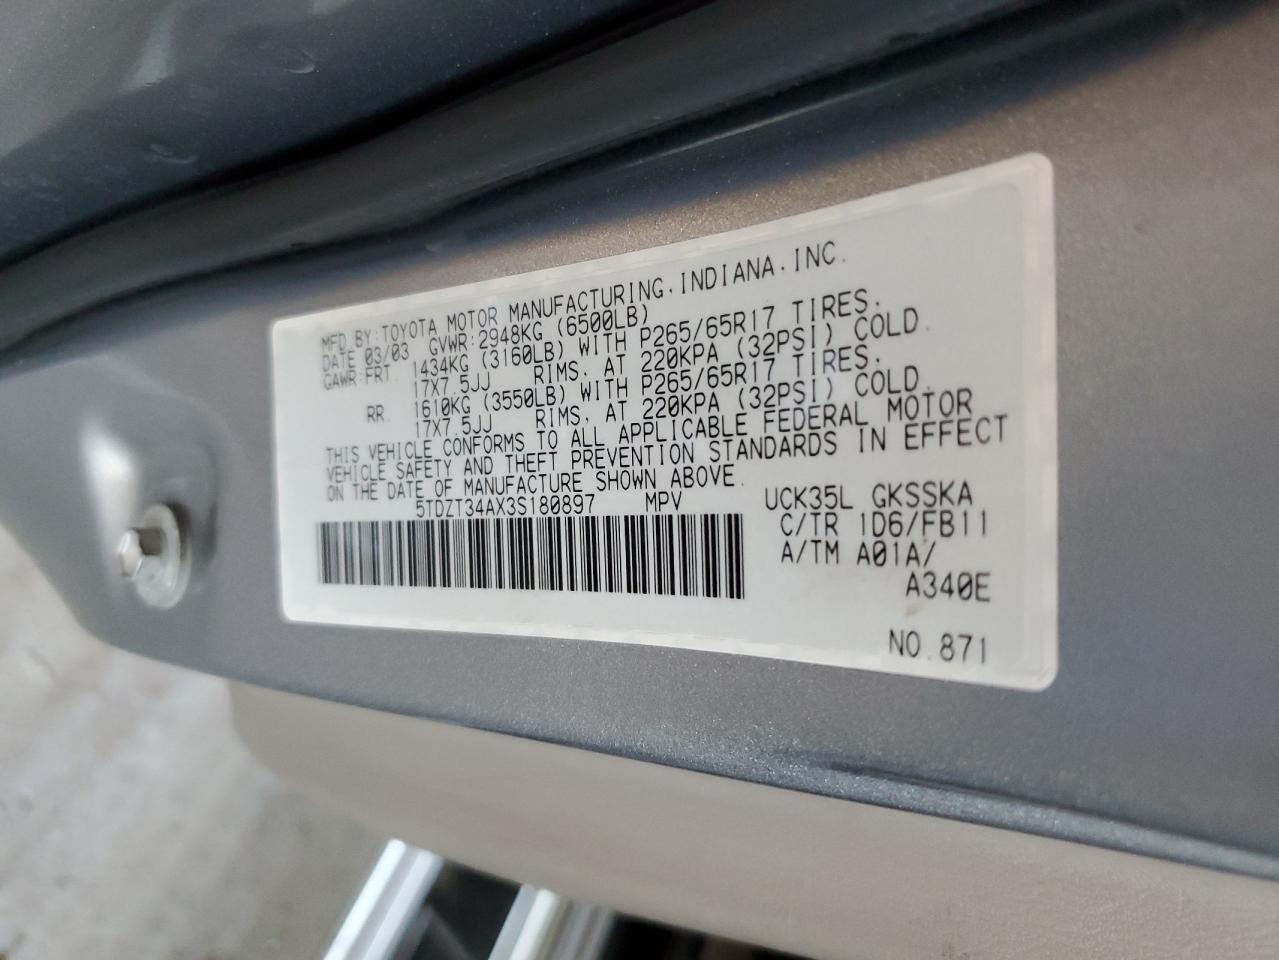 MFD BY:TOYOTA MOTOR MANUFACTURING.INDIANA.INC.
DATE 03/03 GVWR:2948KG (6500LB)
GAWR:FRT. 1434KG (3160LB) WITH P265/65R17 TIRES.
17X7.5JJ RIMS. AT 220KPA (32PSI) COLD.
RR. 1610KG (3550LB) WITH P265/65R17 TIRES.
17X7.5JJ RIMS. AT 220KPA (32PSI) COLD.
THIS VEHICLE CONFORMS TO ALL APPLICABLE FEDERAL MOTOR
VEHICLE SAFETY AND THEFT PREVENTION STANDARDS IN EFFECT
ON THE DATE OF MANUFACTURE SHOWN ABOVE.
5TDZT34AX3S180897 MPV
UCK35L GKSSKA
C/TR 1D6/FB11
A/TM A01A/
A340E
NO.871